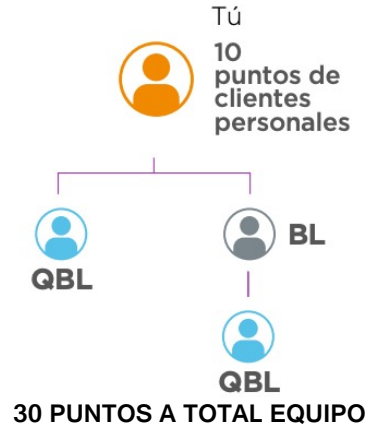 Tú
10
puntos de
clientes
personales
BL
QBL
QBL
30 PUNTOS A TOTAL EQUIPO